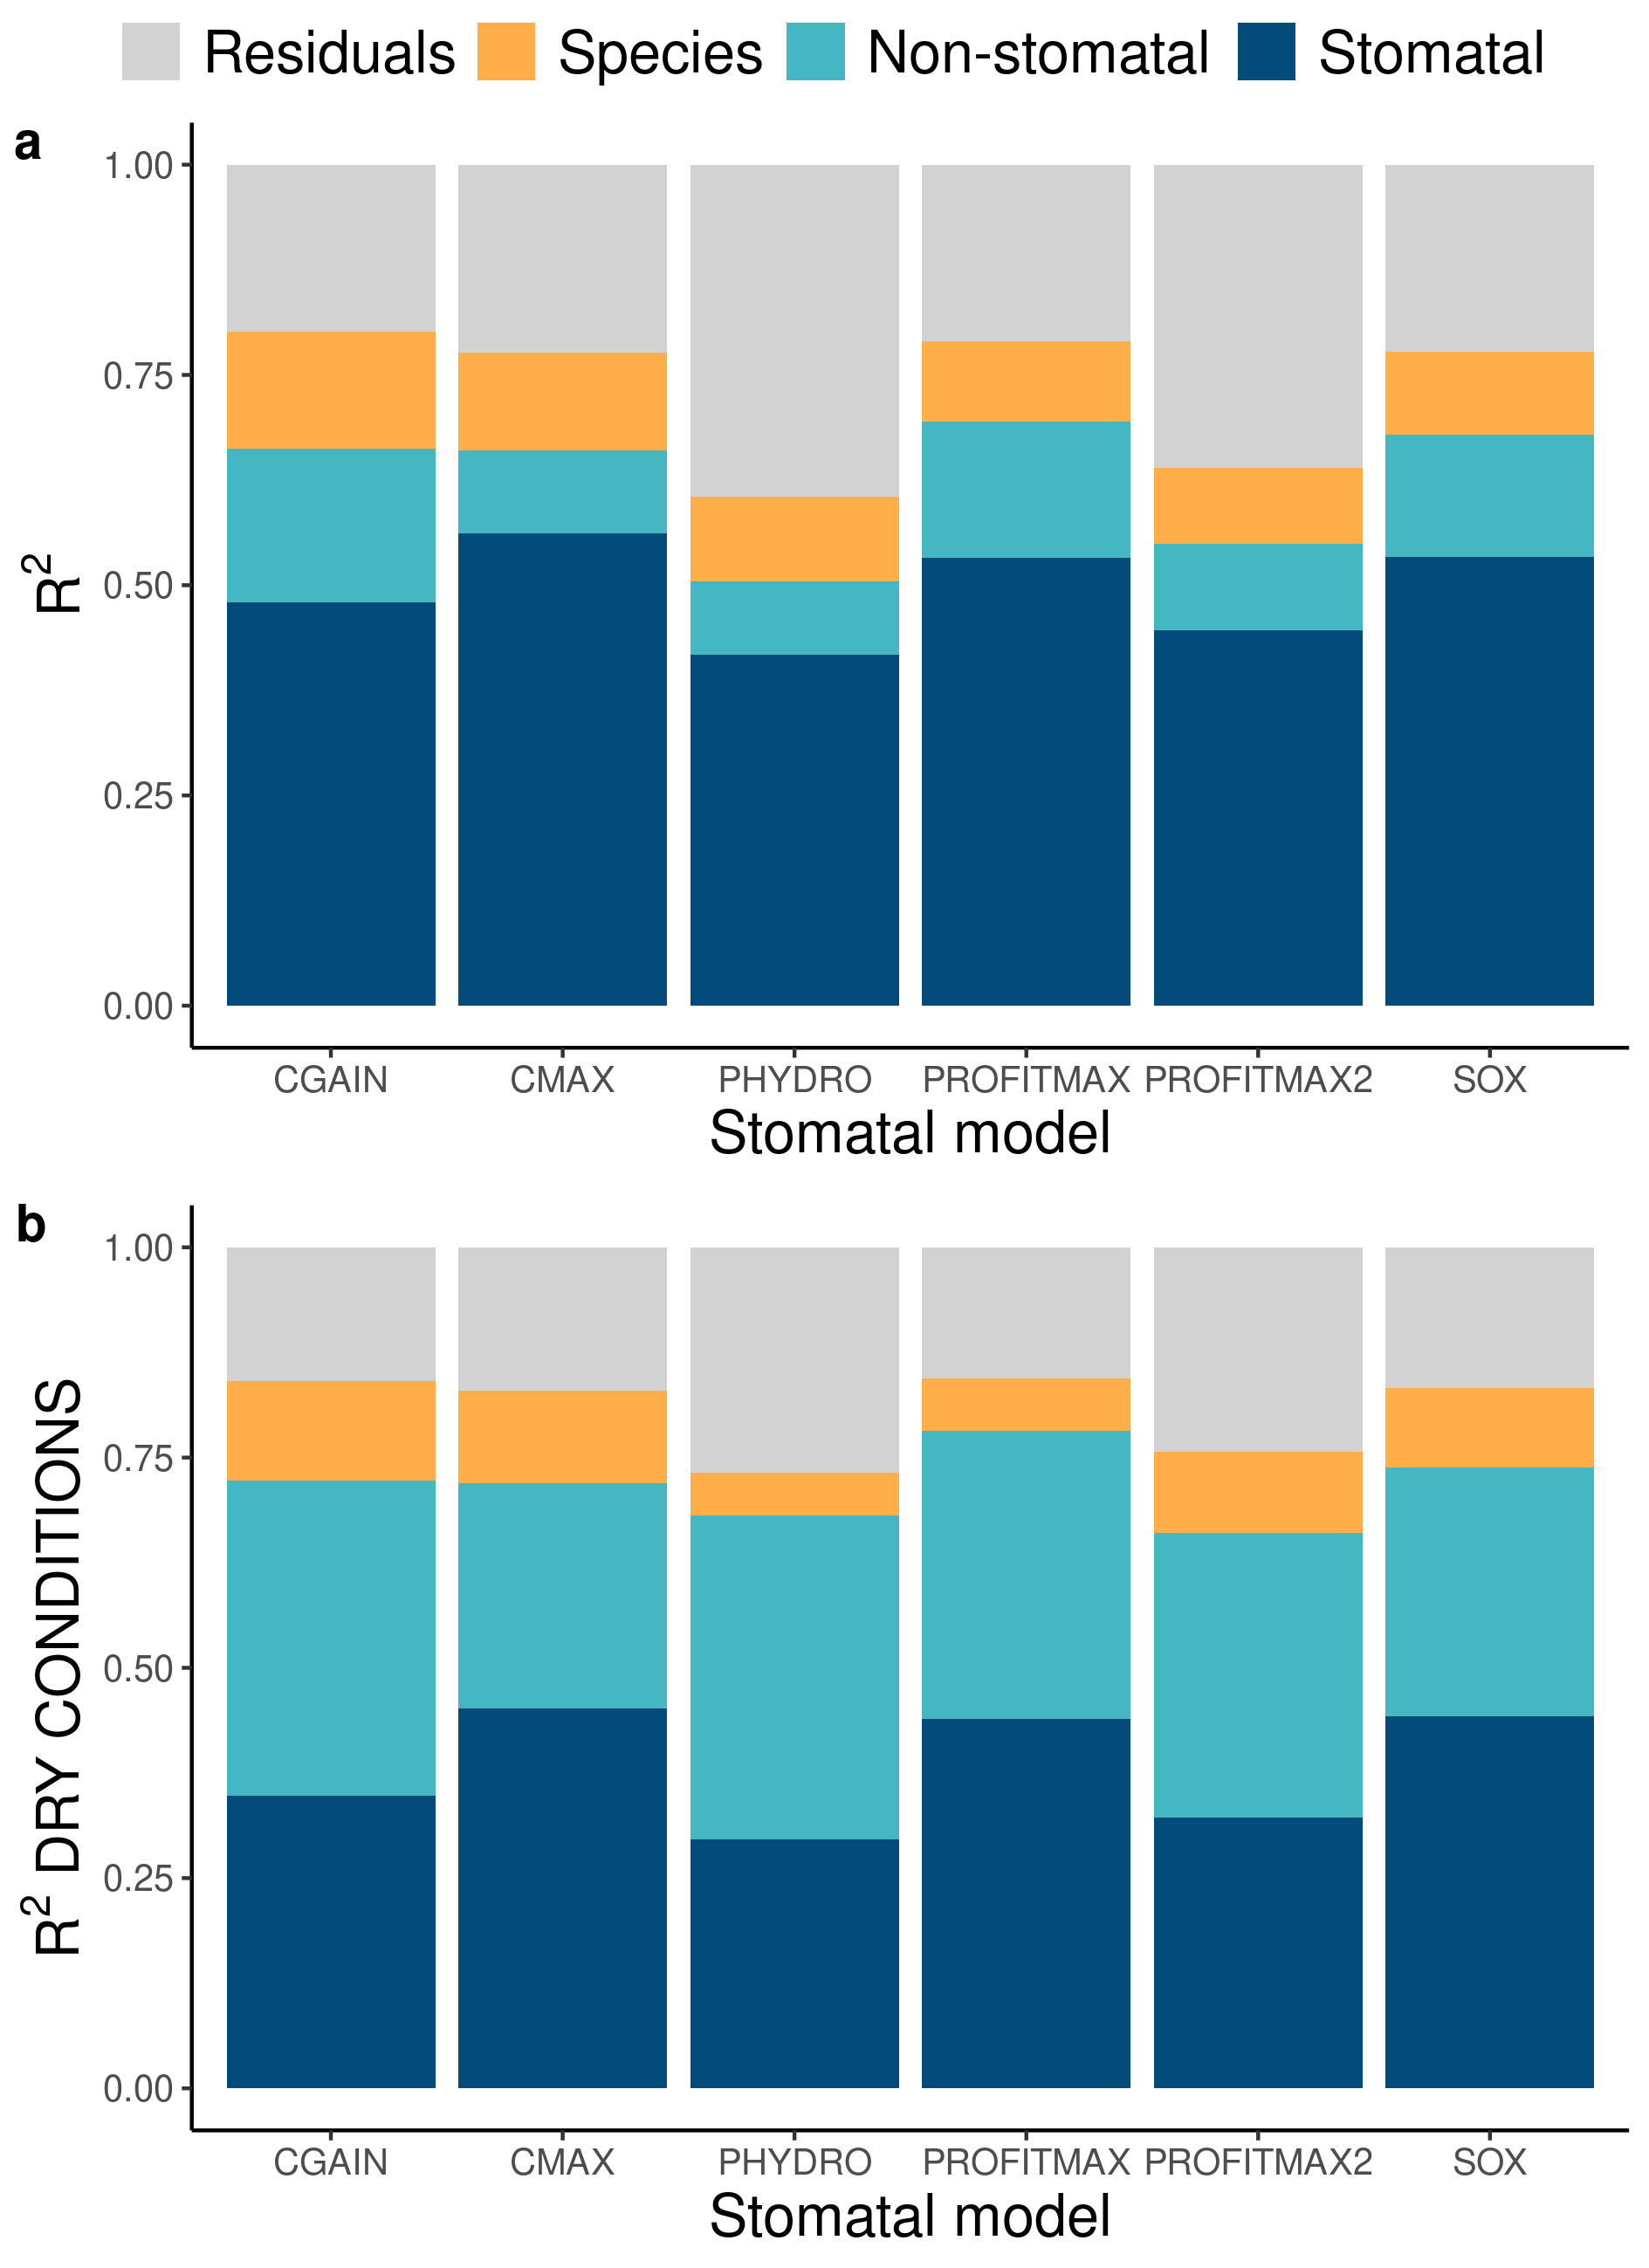 Residuals Species Non-stomatal Stomatal
a
1.00
0.75
0.50
0.25
0.00
R²
CGAIN CMAX PHYDRO PROFITMAX PROFITMAX2 SOX
Stomatal model
b
1.00
0.75
0.50
0.25
0.00
R² DRY CONDITIONS
CGAIN CMAX PHYDRO PROFITMAX PROFITMAX2 SOX
Stomatal model